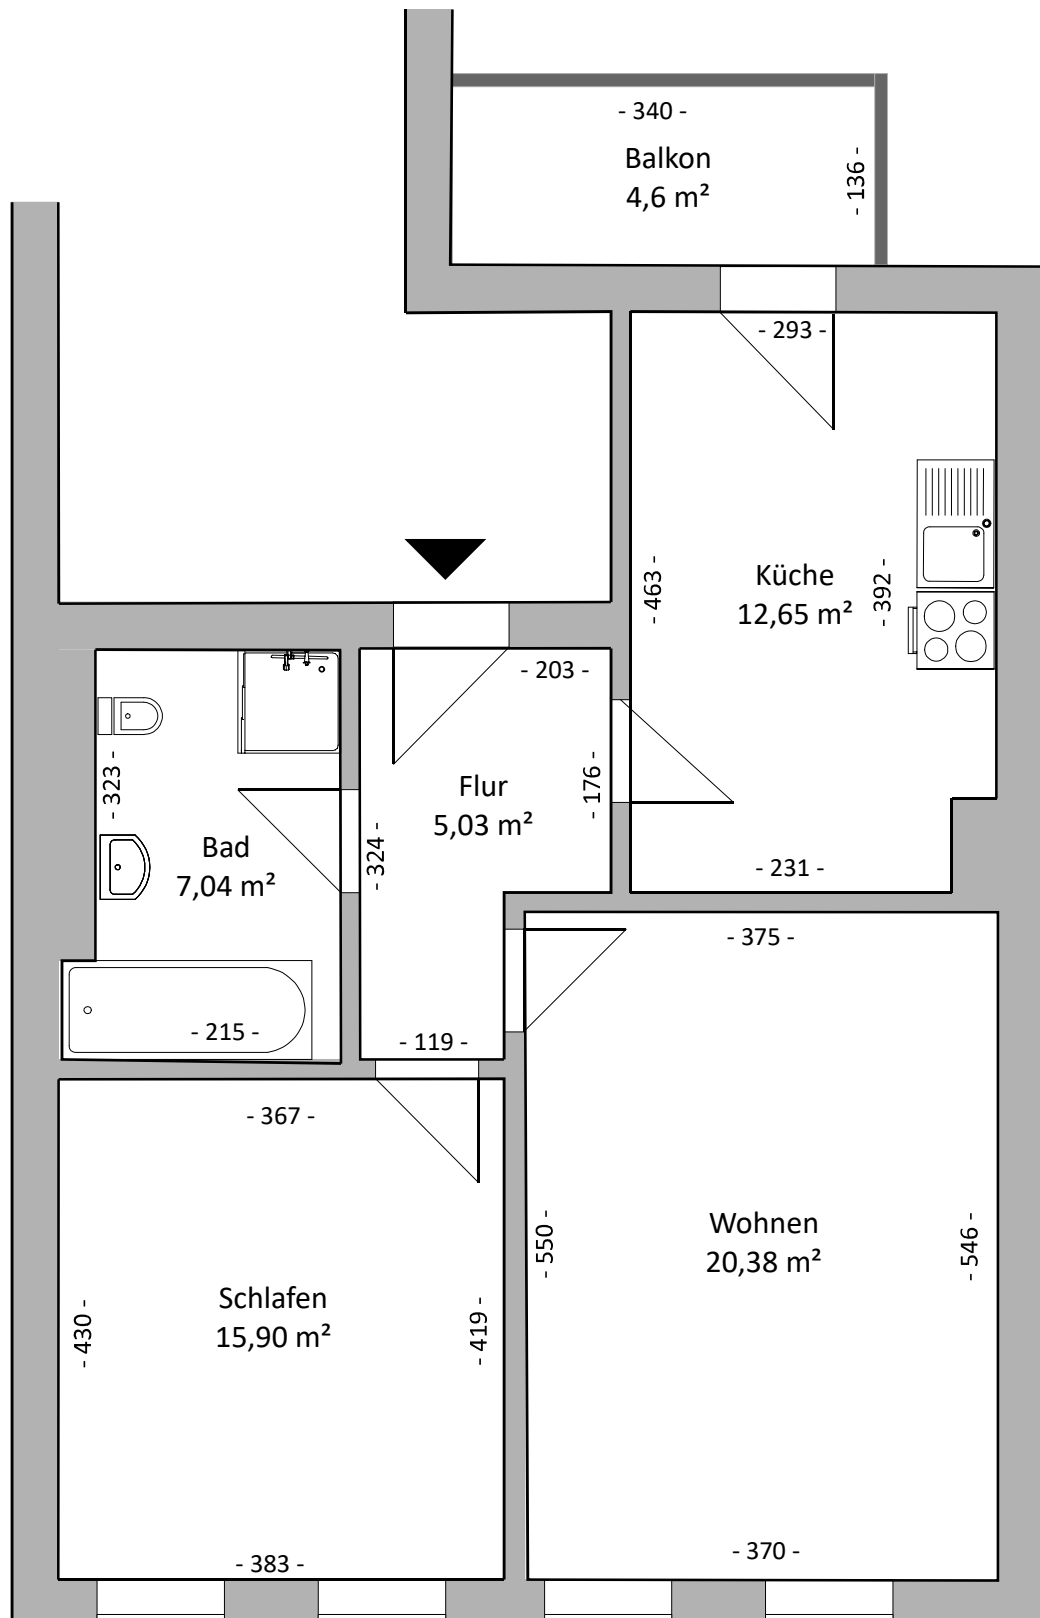 - 340 -
Balkon
4,6 m²
- 136 -
- 293 -
- 463 -
Küche
12,65 m²
- 392 -
- 203 -
- 323 -
Flur
5,03 m²
- 176 -
Bad
7,04 m²
- 324 -
- 231 -
- 375 -
- 215 -
- 119 -
- 367 -
- 550 -
Wohnen
20,38 m²
- 546 -
- 430 -
Schlafen
15,90 m²
- 419 -
- 383 -
- 370 -